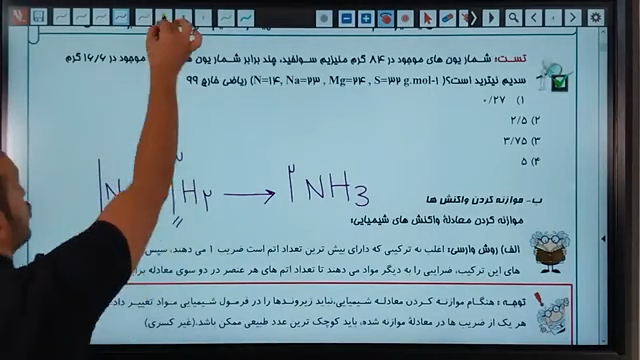 تست: شمار یون های موجود در ۸۴ گرم منیزیم سولفید، چند برابر شمار یون ها موجود در ۱۶/۶ گرم
سدیم نیترید است؟( N=۱۴, Na=۲۳ , Mg=۲۴ , S=۳۲ g.mol-۱) ریاضی خارج ۹۹
۱) ۰/۲۷
۲) ۲/۵
۳) ۳/۷۵
۴) ۵
H₂ → ۲NH₃
ب- موازنه کردن واکنش ها
موازنه کردن معادلهٔ واکنش های شیمیایی:
الف) روش وارسی: اغلب به ترکیبی که دارای بیش ترین تعداد اتم است ضریب ۱ می دهند، سپس
های این ترکیب، ضرایبی را به دیگر مواد می دهند تا تعداد اتم های هر عنصر در دو سوی معادله برا
توجه : هنگام موازنه کردن معادله شیمیایی،نباید زیروندها را در فرمول شیمیایی مواد تغییر داد.
هر یک از ضریب ها در معادلهٔ موازنه شده، باید کوچک ترین عدد طبیعی ممکن باشد.(غیر کسری)